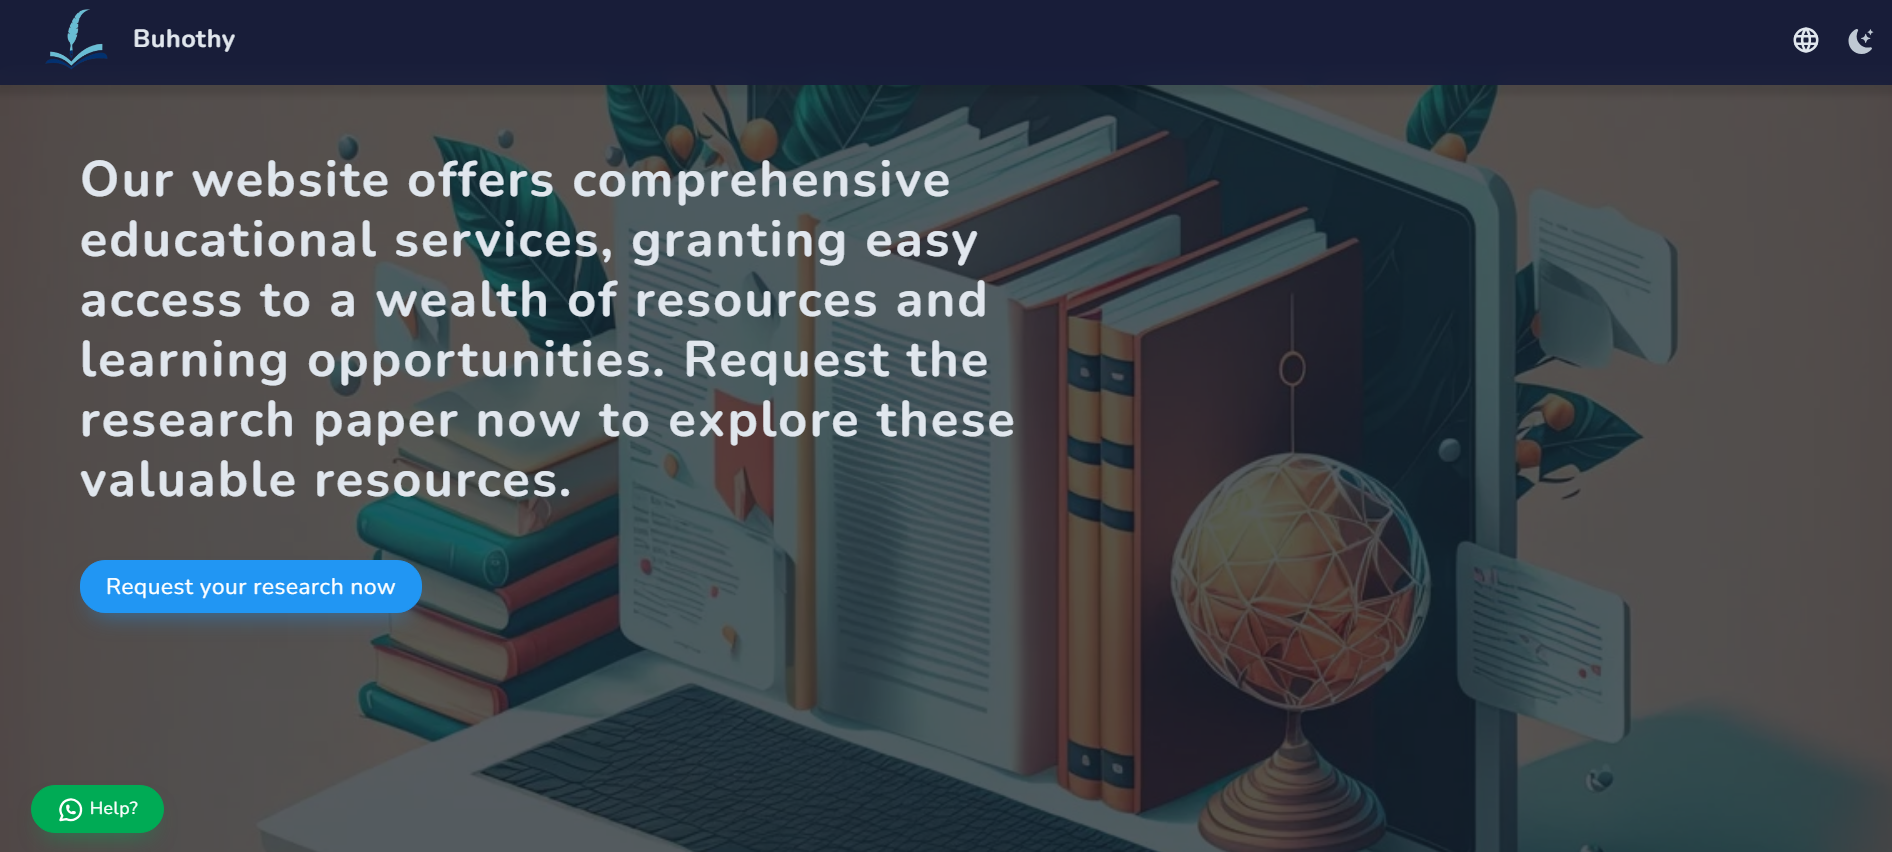 Buhothy
Our website offers comprehensive
educational services, granting easy
access to a wealth of resources and
learning opportunities. Request the
research paper now to explore these
valuable resources.
Request your research now
Help?